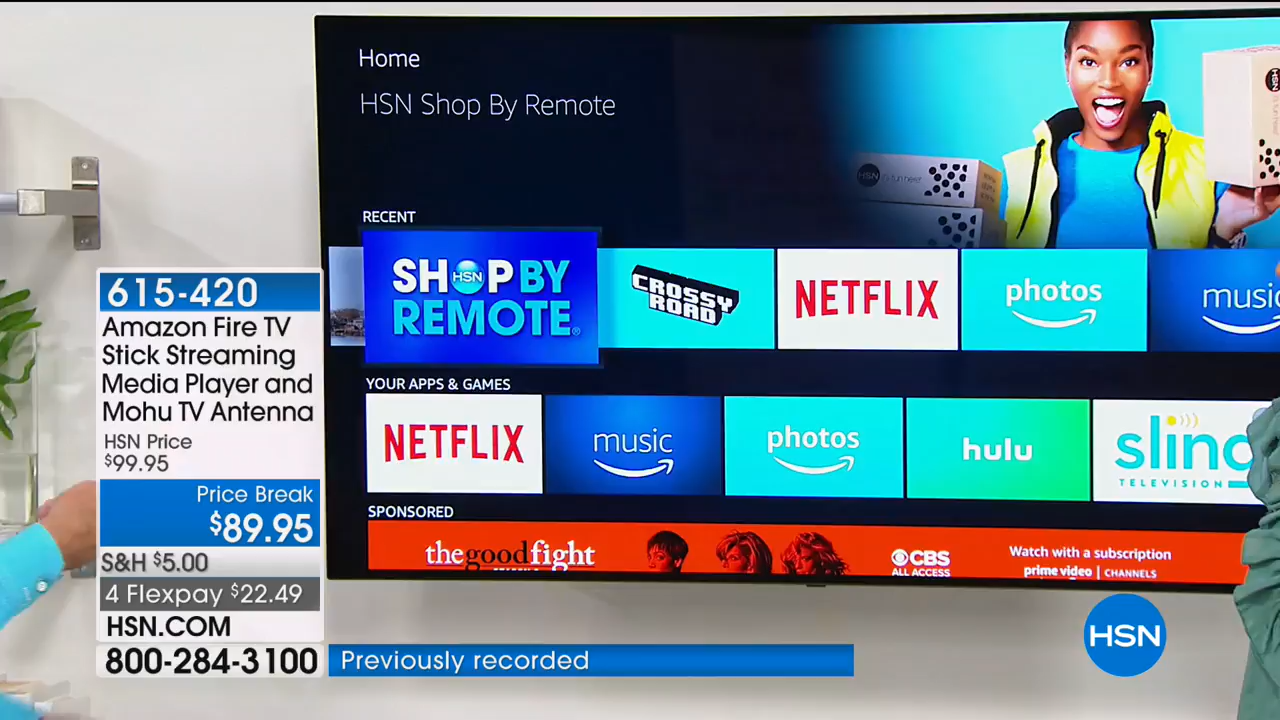 Home
HSN Shop By Remote
HSN
HSN
RECENT
SHOP BY
HSN
REMOTE®
CROSSY
ROAD
NETFLIX
photos
music
YOUR APPS & GAMES
NETFLIX
music
photos
hulu
sling
TELEVISION
SPONSORED
thegoodfight
CBS
ALL ACCESS
Watch with a subscription
prime video | CHANNELS
615-420
Amazon Fire TV
Stick Streaming
Media Player and
Mohu TV Antenna
HSN Price
$99.95
Price Break
$89.95
S&H $5.00
4 Flexpay $22.49
HSN.COM
800-284-3100
Previously recorded
HSN